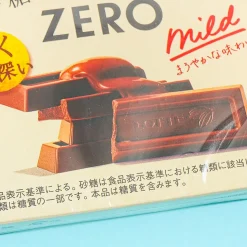 糖
ZERO
mild
まろやかな味わい
く
深い
LOTTE
品表示基準による。砂糖は食品表示基準における糖類に該当
類は糖質の一部です。本品は糖質を含みます。